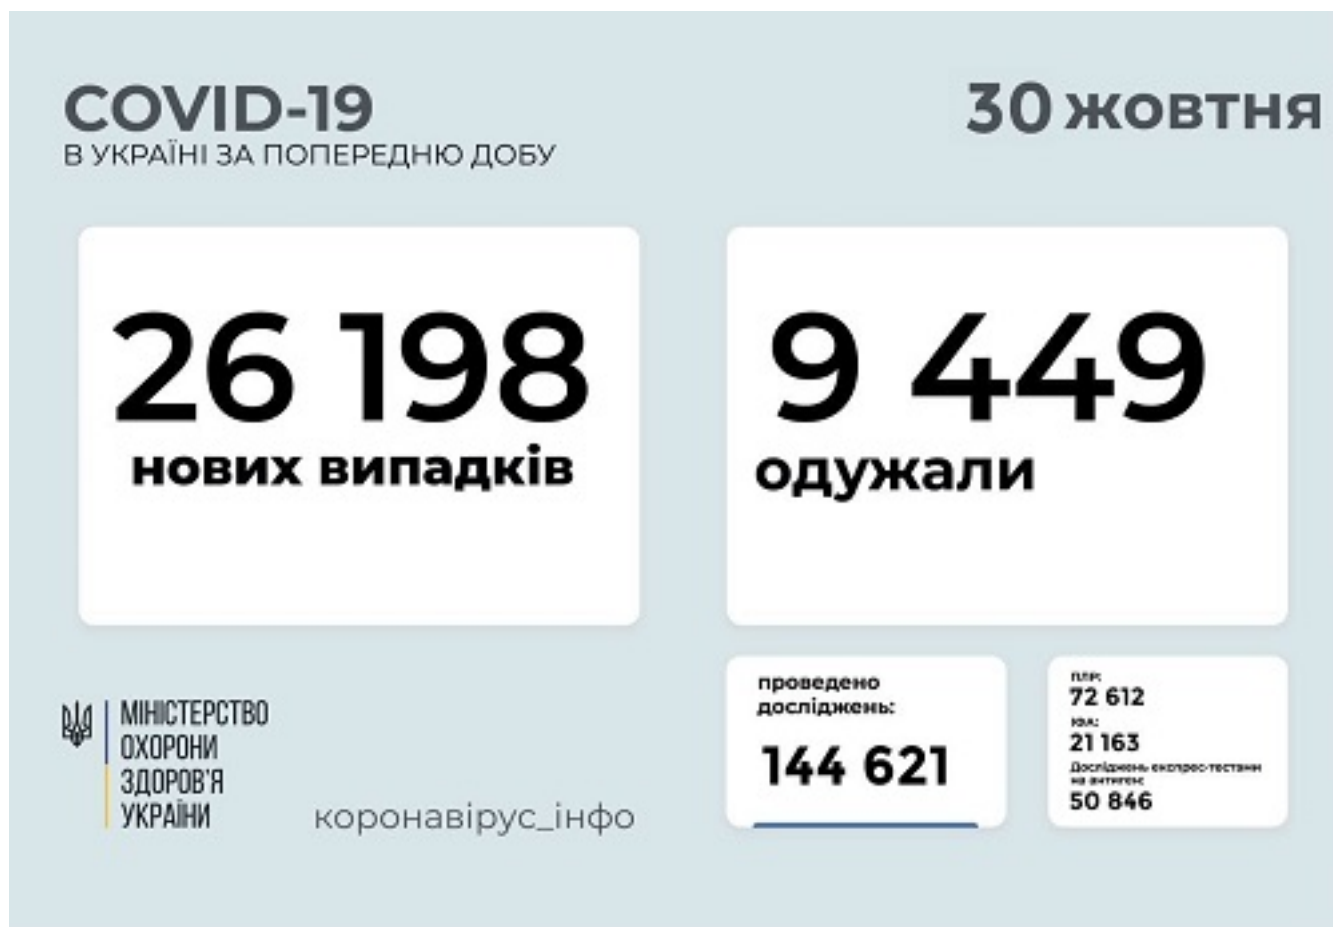 COVID-19
В УКРАЇНІ ЗА ПОПЕРЕДНЮ ДОБУ
30 жовтня
26 198
нових випадків
9 449
одужали
проведено
досліджень:
144 621
ПЛР:
72 612
ІФА:
21 163
Досліджень експрес-тестами
на антиген:
50 846
МІНІСТЕРСТВО
ОХОРОНИ
ЗДОРОВ'Я
УКРАЇНИ
коронавірус_інфо